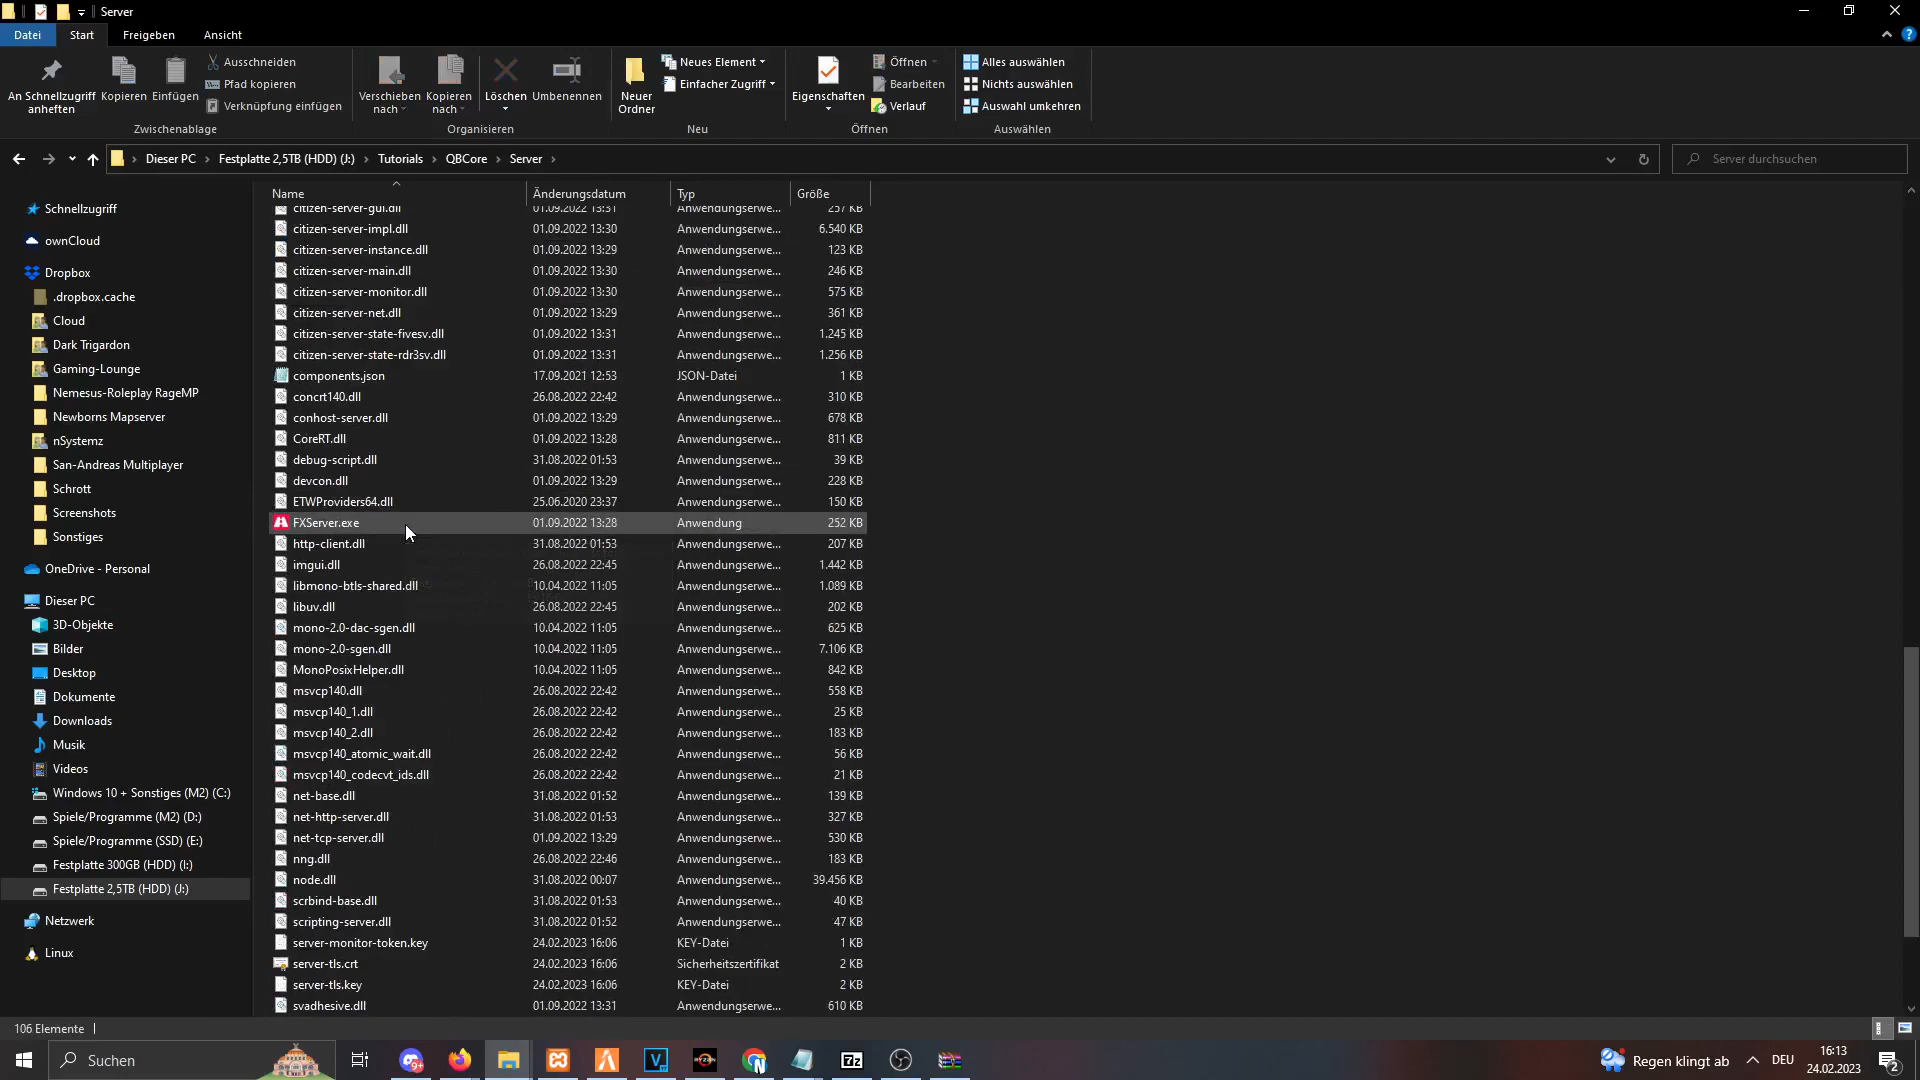 Server
Datei Start Freigeben Ansicht
An Schnellzugriff anheften
Kopieren
Einfügen
Ausschneiden
Pfad kopieren
Verknüpfung einfügen
Zwischenablage
Verschieben nach
Kopieren nach
Löschen
Umbenennen
Organisieren
Neuer Ordner
Neues Element
Einfacher Zugriff
Neu
Eigenschaften
Öffnen
Bearbeiten
Verlauf
Öffnen
Alles auswählen
Nichts auswählen
Auswahl umkehren
Auswählen
Dieser PC › Festplatte 2,5TB (HDD) (J:) › Tutorials › QBCore › Server ›
Server durchsuchen
Schnellzugriff
ownCloud
Dropbox
.dropbox.cache
Cloud
Dark Trigardon
Gaming-Lounge
Nemesus-Roleplay RageMP
Newborns Mapserver
nSystemz
San-Andreas Multiplayer
Schrott
Screenshots
Sonstiges
OneDrive - Personal
Dieser PC
3D-Objekte
Bilder
Desktop
Dokumente
Downloads
Musik
Videos
Windows 10 + Sonstiges (M2) (C:)
Spiele/Programme (M2) (D:)
Spiele/Programme (SSD) (E:)
Festplatte 300GB (HDD) (I:)
Festplatte 2,5TB (HDD) (J:)
Netzwerk
Linux
Name Änderungsdatum Typ Größe
citizen-server-gui.dll 01.09.2022 13:31 Anwendungserwe... 257 KB
citizen-server-impl.dll 01.09.2022 13:30 Anwendungserwe... 6.540 KB
citizen-server-instance.dll 01.09.2022 13:29 Anwendungserwe... 123 KB
citizen-server-main.dll 01.09.2022 13:30 Anwendungserwe... 246 KB
citizen-server-monitor.dll 01.09.2022 13:30 Anwendungserwe... 575 KB
citizen-server-net.dll 01.09.2022 13:29 Anwendungserwe... 361 KB
citizen-server-state-fivesv.dll 01.09.2022 13:31 Anwendungserwe... 1.245 KB
citizen-server-state-rdr3sv.dll 01.09.2022 13:31 Anwendungserwe... 1.256 KB
components.json 17.09.2021 12:53 JSON-Datei 1 KB
concrt140.dll 26.08.2022 22:42 Anwendungserwe... 310 KB
conhost-server.dll 01.09.2022 13:29 Anwendungserwe... 678 KB
CoreRT.dll 01.09.2022 13:28 Anwendungserwe... 811 KB
debug-script.dll 31.08.2022 01:53 Anwendungserwe... 39 KB
devcon.dll 01.09.2022 13:29 Anwendungserwe... 228 KB
ETWProviders64.dll 25.06.2020 23:37 Anwendungserwe... 150 KB
FXServer.exe 01.09.2022 13:28 Anwendung 252 KB
http-client.dll 31.08.2022 01:53 Anwendungserwe... 207 KB
imgui.dll 26.08.2022 22:45 Anwendungserwe... 1.442 KB
libmono-btls-shared.dll 10.04.2022 11:05 Anwendungserwe... 1.089 KB
libuv.dll 26.08.2022 22:45 Anwendungserwe... 202 KB
mono-2.0-dac-sgen.dll 10.04.2022 11:05 Anwendungserwe... 625 KB
mono-2.0-sgen.dll 10.04.2022 11:05 Anwendungserwe... 7.106 KB
MonoPosixHelper.dll 10.04.2022 11:05 Anwendungserwe... 842 KB
msvcp140.dll 26.08.2022 22:42 Anwendungserwe... 558 KB
msvcp140_1.dll 26.08.2022 22:42 Anwendungserwe... 25 KB
msvcp140_2.dll 26.08.2022 22:42 Anwendungserwe... 183 KB
msvcp140_atomic_wait.dll 26.08.2022 22:42 Anwendungserwe... 56 KB
msvcp140_codecvt_ids.dll 26.08.2022 22:42 Anwendungserwe... 21 KB
net-base.dll 31.08.2022 01:52 Anwendungserwe... 139 KB
net-http-server.dll 31.08.2022 01:53 Anwendungserwe... 327 KB
net-tcp-server.dll 01.09.2022 13:29 Anwendungserwe... 530 KB
nng.dll 26.08.2022 22:46 Anwendungserwe... 183 KB
node.dll 31.08.2022 00:07 Anwendungserwe... 39.456 KB
scrbind-base.dll 31.08.2022 01:53 Anwendungserwe... 40 KB
scripting-server.dll 31.08.2022 01:52 Anwendungserwe... 47 KB
server-monitor-token.key 24.02.2023 16:06 KEY-Datei 1 KB
server-tls.crt 24.02.2023 16:06 Sicherheitszertifikat 2 KB
server-tls.key 24.02.2023 16:06 KEY-Datei 2 KB
svadhesive.dll 01.09.2022 13:31 Anwendungserwe... 610 KB
106 Elemente
Suchen
Regen klingt ab
DEU
16:13
24.02.2023
2